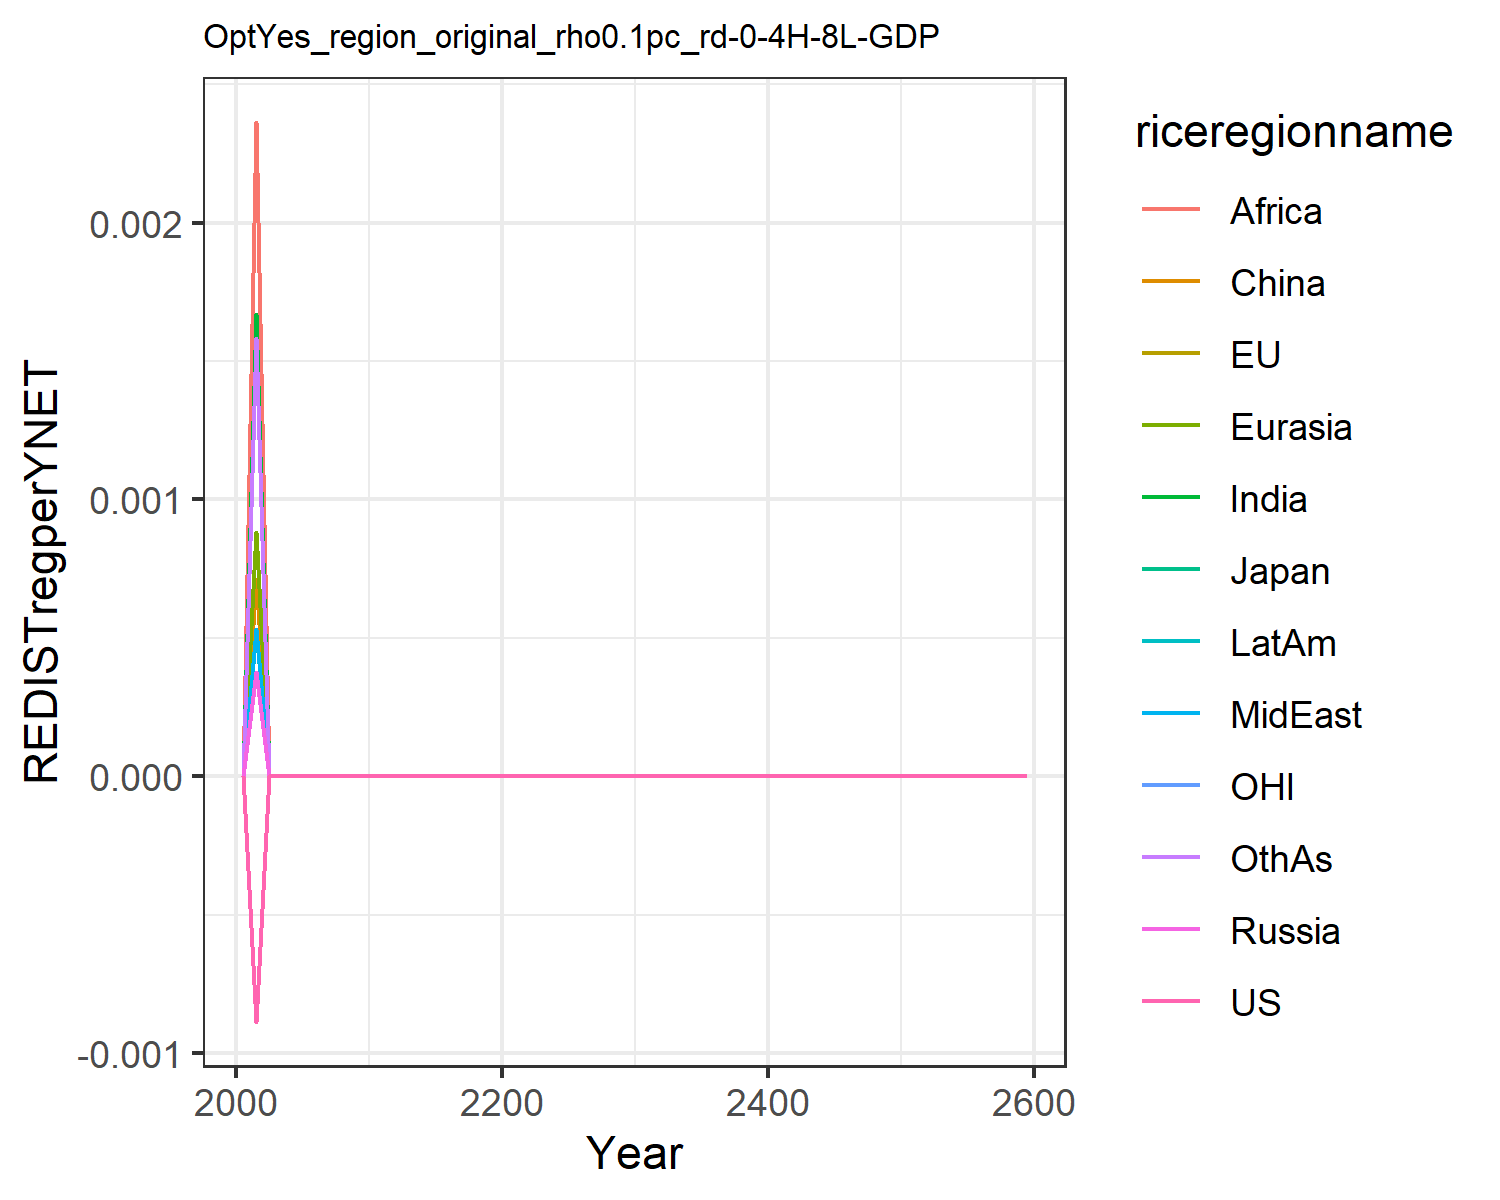 OptYes_region_original_rho0.1pc_rd-0-4H-8L-GDP
REDISTregperYNET
0.002
0.001
0.000
-0.001
2000
2200
2400
2600
Year
riceregionname
Africa
China
EU
Eurasia
India
Japan
LatAm
MidEast
OHI
OthAs
Russia
US